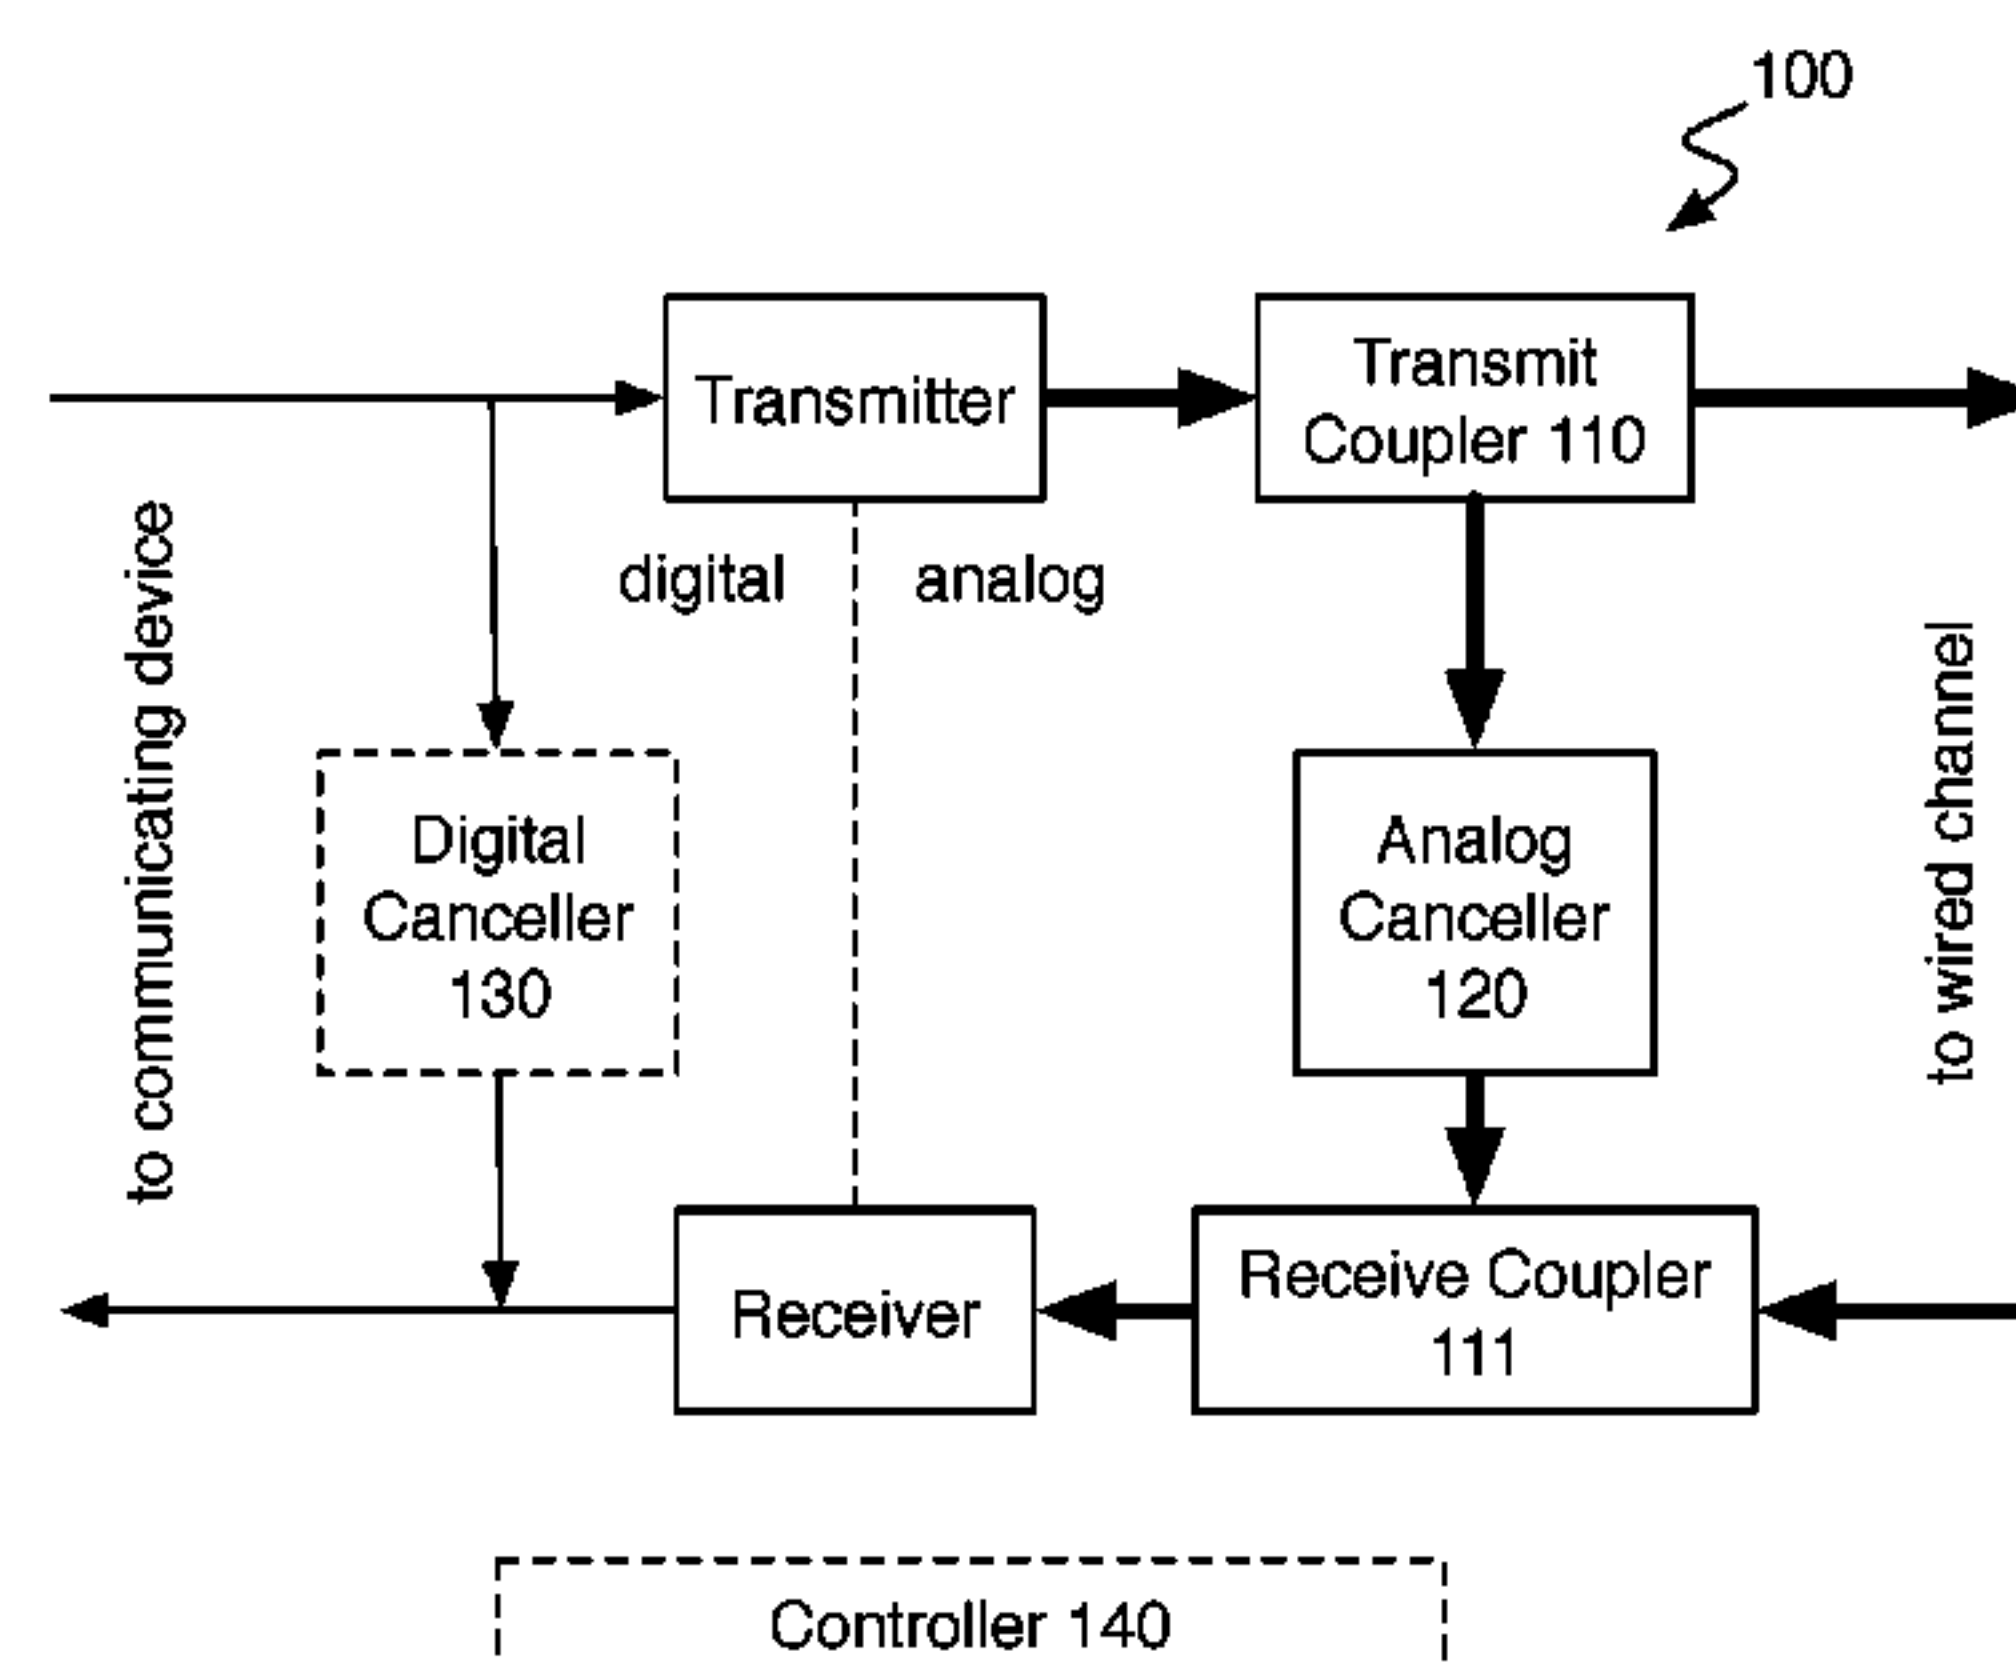 100
Transmitter
Transmit
Coupler 110
digital
analog
to communicating device
to wired channel
Digital
Canceller
130
Analog
Canceller
120
Receiver
Receive Coupler
111
Controller 140